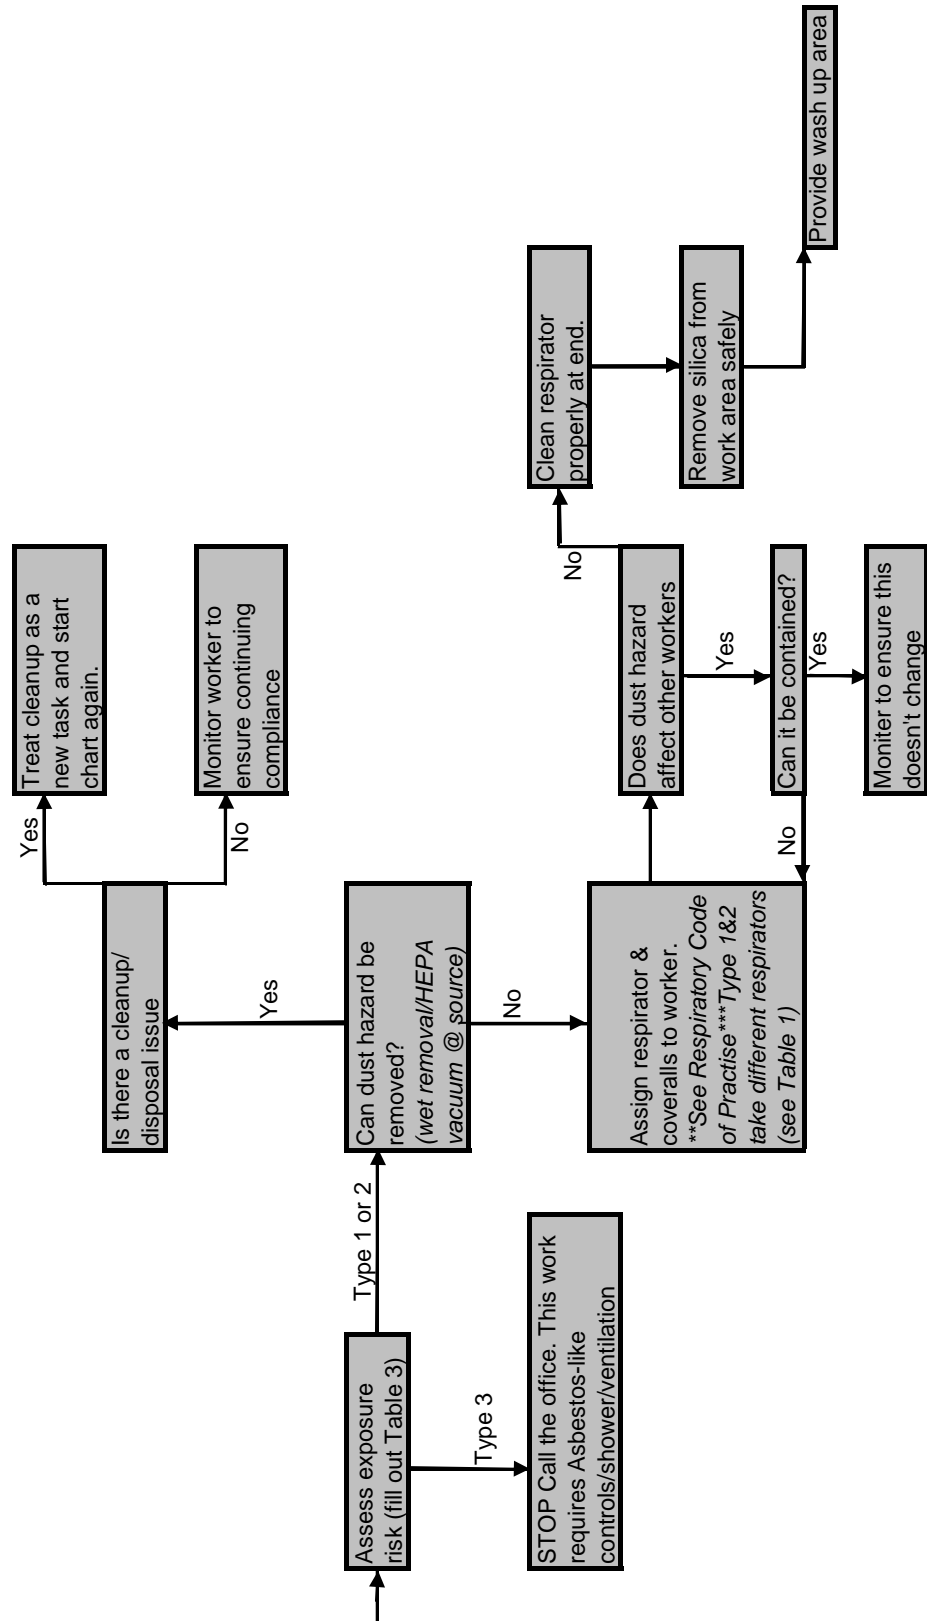 Assess exposure
risk (fill out Table 3)
Type 1 or 2
Type 3
STOP Call the office. This work
requires Asbestos-like
controls/shower/ventilation
Can dust hazard be
removed?
(wet removal/HEPA
vacuum @ source)
Yes
No
Is there a cleanup/
disposal issue
Yes
No
Treat cleanup as a
new task and start
chart again.
Monitor worker to
ensure continuing
compliance
Assign respirator &
coveralls to worker.
**See Respiratory Code
of Practise***Type 1&2
take different respirators
(see Table 1)
Does dust hazard
affect other workers
No
Yes
Can it be contained?
No
Yes
Moniter to ensure this
doesn't change
Clean respirator
properly at end.
Remove silica from
work area safely
Provide wash up area